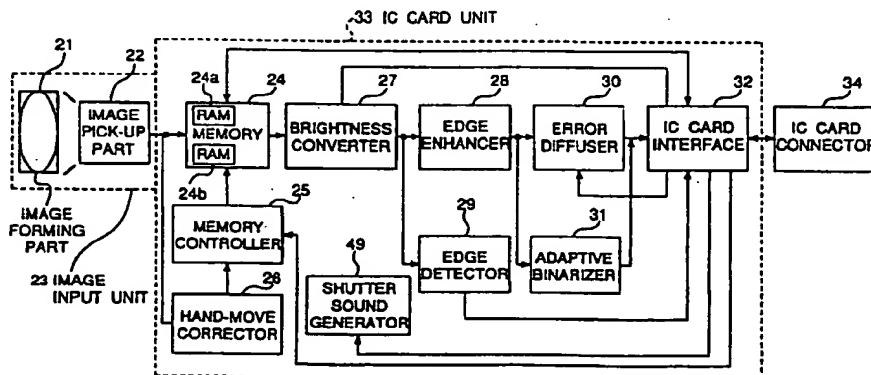 33 IC CARD UNIT
21
22
24a
24
27
28
30
32
34
IMAGE
PICK-UP
PART
RAM
MEMORY
RAM
BRIGHTNESS
CONVERTER
EDGE
ENHANCER
ERROR
DIFFUSER
IC CARD
INTERFACE
IC CARD
CONNECTOR
24b
25
IMAGE
FORMING PART
MEMORY
CONTROLLER
29
EDGE
DETECTOR
31
ADAPTIVE
BINARIZER
49
SHUTTER
SOUND
GENERATOR
23 IMAGE
INPUT UNIT
26
HAND-MOVE
CORRECTOR